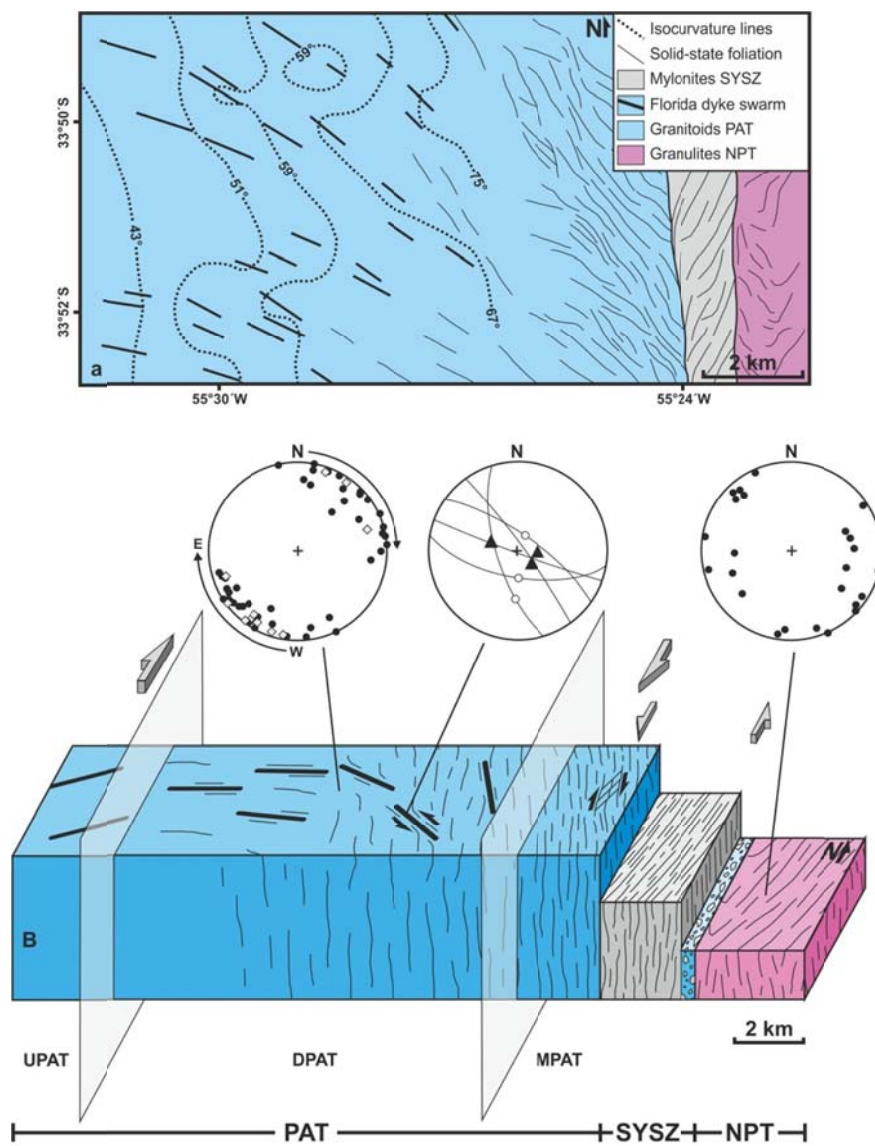 N
Isocurvature lines
Solid-state foliation
Mylonites SYSZ
Florida dyke swarm
Granitoids PAT
Granulites NPT
33°50´S
33°52´S
59°
51°
59°
75°
43°
67°
a
2 km
55°30´W
55°24´W
N
N
N
E
W
N
B
2 km
UPAT
DPAT
MPAT
PAT
SYSZ
NPT